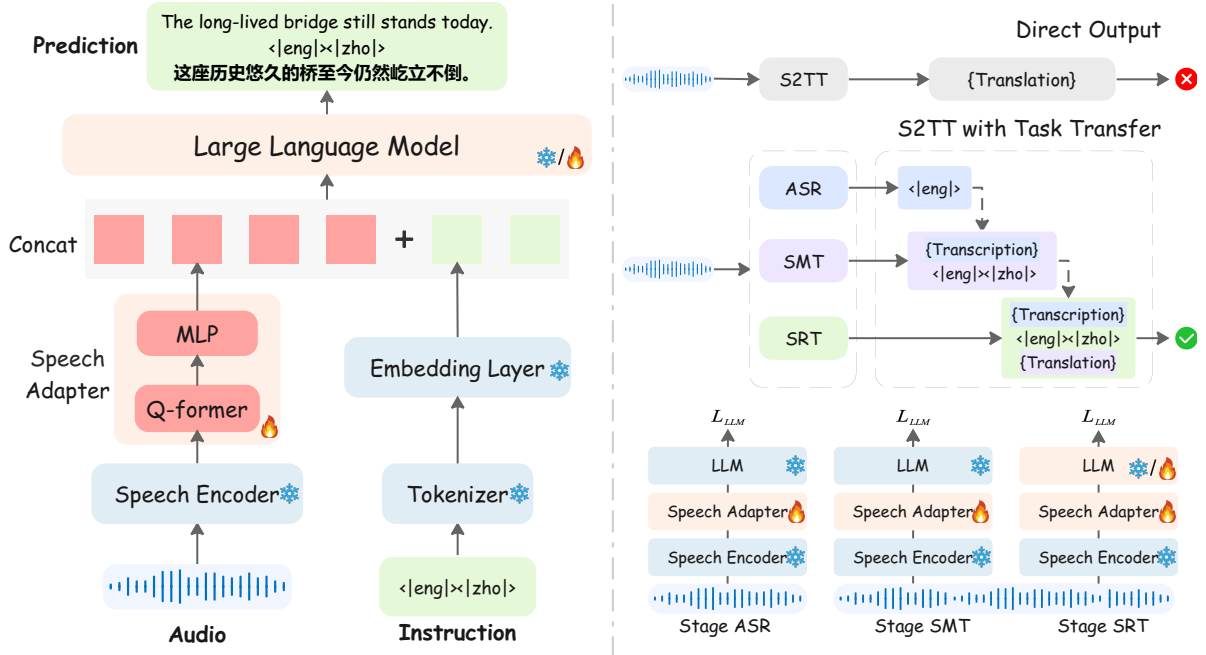 Prediction
The long-lived bridge still stands today.
<|eng|><|zho|>
这座历史悠久的桥至今仍然屹立不倒。
Large Language Model
/
Concat
+
Speech
Adapter
MLP
Q-former
Embedding Layer
Speech Encoder
Tokenizer
<|eng|><|zho|>
Audio
Instruction
Direct Output
S2TT
{Translation}
S2TT with Task Transfer
ASR
<|eng|>
SMT
{Transcription}
<|eng|><|zho|>
SRT
{Transcription}
<|eng|><|zho|>
{Translation}
L_LLM
LLM
Speech Adapter
Speech Encoder
Stage ASR
L_LLM
LLM
Speech Adapter
Speech Encoder
Stage SMT
L_LLM
LLM
/
Speech Adapter
Speech Encoder
Stage SRT